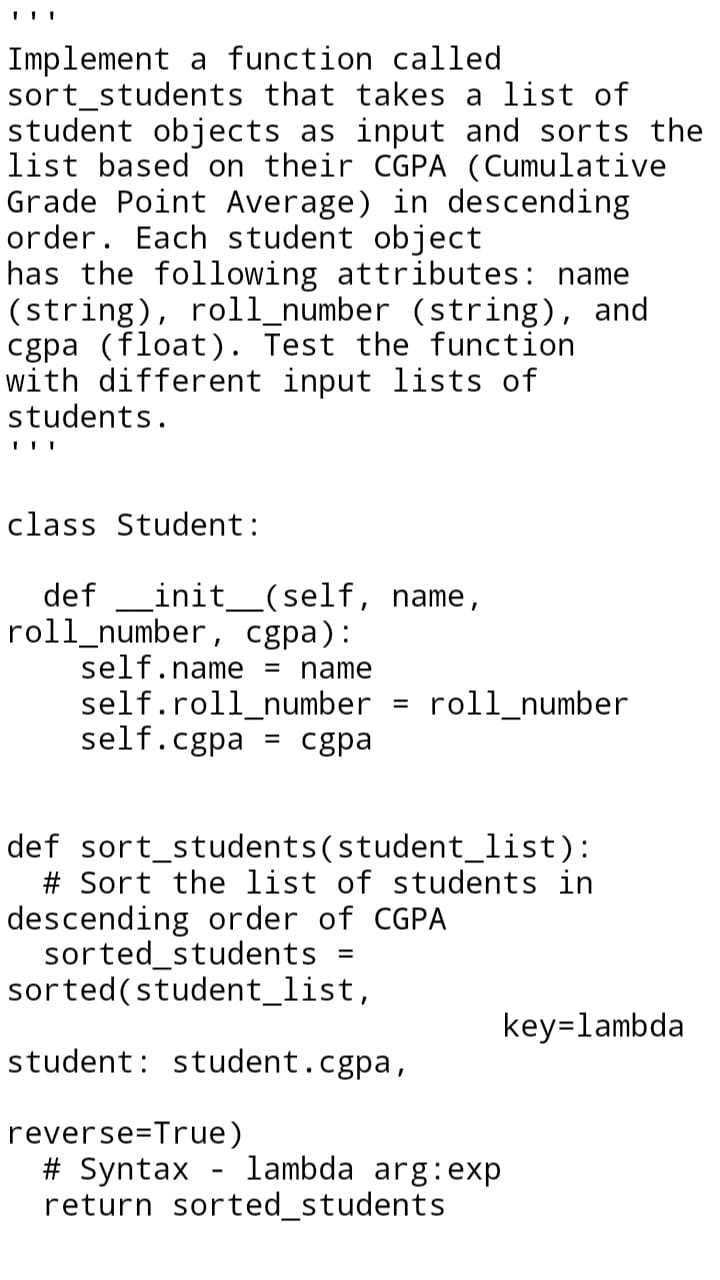 '''
Implement a function called
sort_students that takes a list of
student objects as input and sorts the
list based on their CGPA (Cumulative
Grade Point Average) in descending
order. Each student object
has the following attributes: name
(string), roll_number (string), and
cgpa (float). Test the function
with different input lists of
students.
'''

class Student:

  def __init__(self, name,
roll_number, cgpa):
    self.name = name
    self.roll_number = roll_number
    self.cgpa = cgpa


def sort_students(student_list):
  # Sort the list of students in
descending order of CGPA
  sorted_students =
sorted(student_list,
                           key=lambda
student: student.cgpa,

reverse=True)
  # Syntax - lambda arg:exp
  return sorted_students